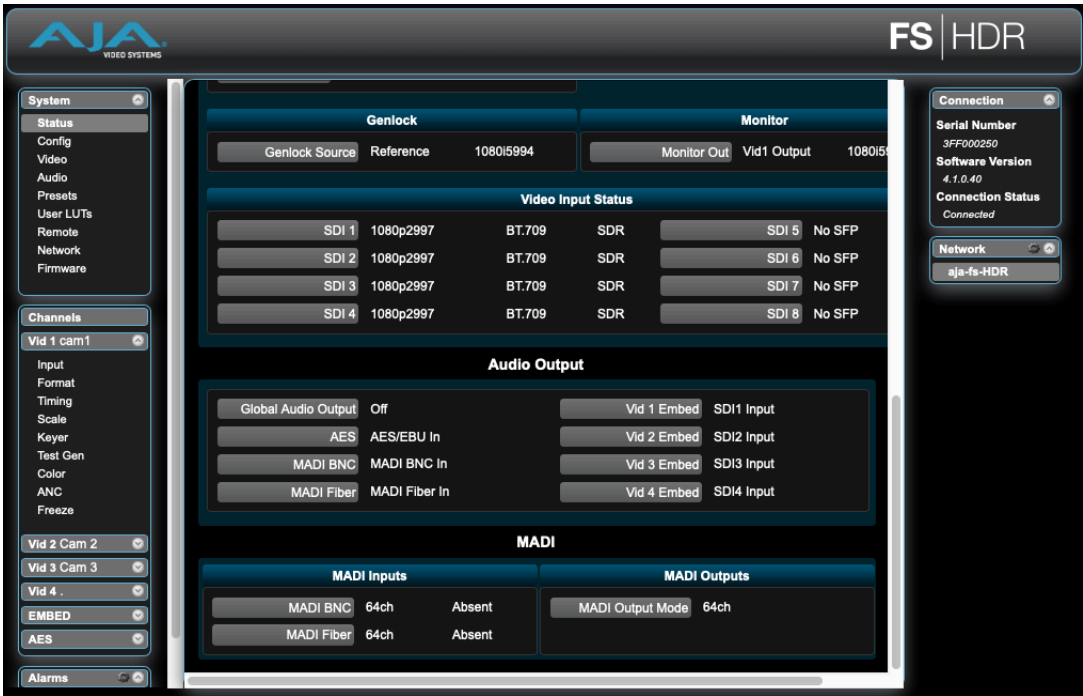 AJA
VIDEO SYSTEMS
FS HDR
System
Status
Config
Video
Audio
Presets
User LUTs
Remote
Network
Firmware
Channels
Vid 1 cam1
Input
Format
Timing
Scale
Keyer
Test Gen
Color
ANC
Freeze
Vid 2 Cam 2
Vid 3 Cam 3
Vid 4 .
EMBED
AES
Alarms
Genlock Monitor
Genlock Source Reference 1080i5994 Monitor Out Vid1 Output 1080i59
Video Input Status
SDI 1 1080p2997 BT.709 SDR SDI 5 No SFP
SDI 2 1080p2997 BT.709 SDR SDI 6 No SFP
SDI 3 1080p2997 BT.709 SDR SDI 7 No SFP
SDI 4 1080p2997 BT.709 SDR SDI 8 No SFP
Audio Output
Global Audio Output Off Vid 1 Embed SDI1 Input
AES AES/EBU In Vid 2 Embed SDI2 Input
MADI BNC MADI BNC In Vid 3 Embed SDI3 Input
MADI Fiber MADI Fiber In Vid 4 Embed SDI4 Input
MADI
MADI Inputs MADI Outputs
MADI BNC 64ch Absent MADI Output Mode 64ch
MADI Fiber 64ch Absent
Connection
Serial Number
3FF000250
Software Version
4.1.0.40
Connection Status
Connected
Network
aja-fs-HDR